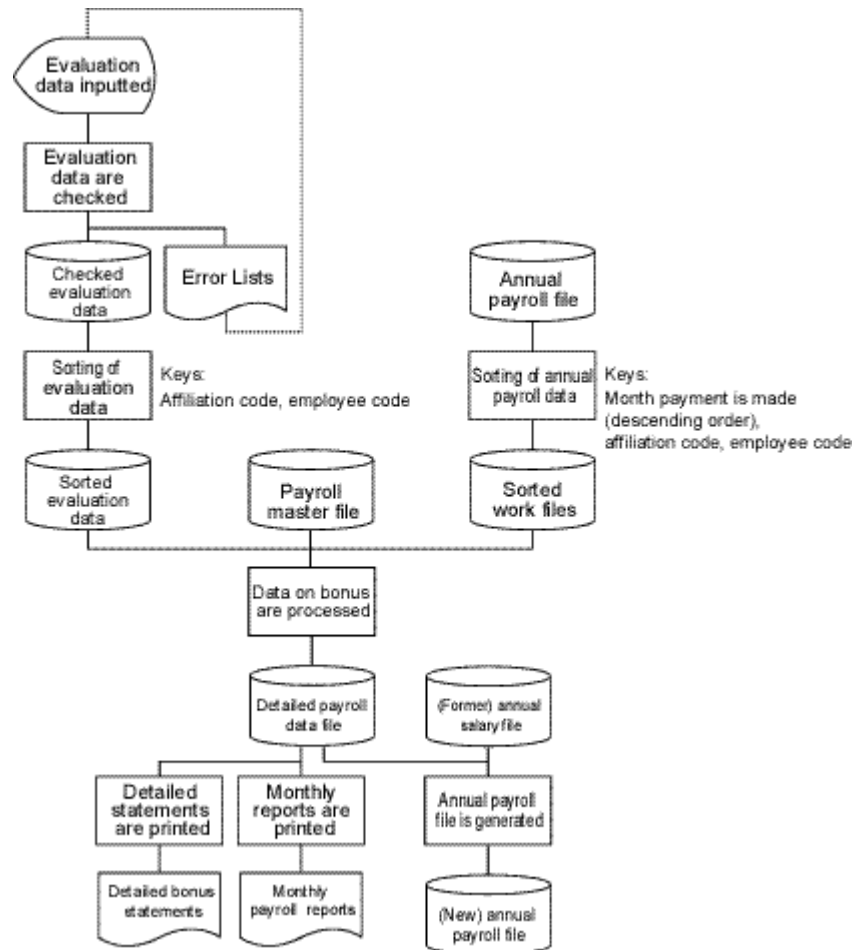 Evaluation
data inputted
Evaluation
data are
checked
Checked
evaluation
data
Error Lists
Annual
payroll file
Sorting of
evaluation
data
Keys:
Affiliation code, employee code
Sorting of annual
payroll data
Keys:
Month payment is made
(descending order),
affiliation code, employee code
Sorted
evaluation
data
Payroll
master file
Sorted
work files
Data on bonus
are processed
Detailed payroll
data file
(Former) annual
salary file
Detailed
statements
are printed
Monthly
reports are
printed
Annual payroll
file is generated
Detailed bonus
statements
Monthly
payroll reports
(New) annual
payroll file